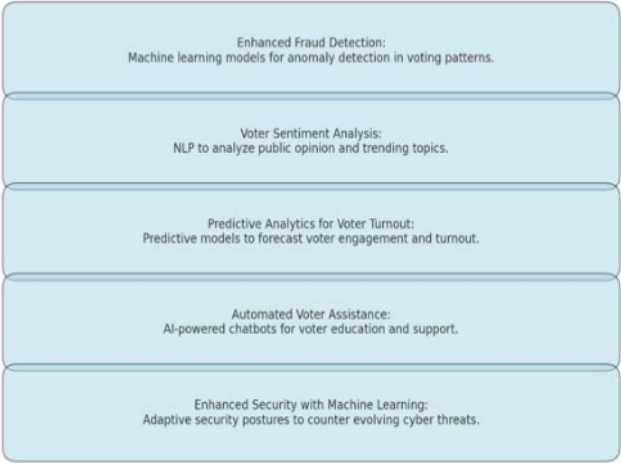 Enhanced Fraud Detection:
Machine learning models for anomaly detection in voting patterns.
Voter Sentiment Analysis:
NLP to analyze public opinion and trending topics.
Predictive Analytics for Voter Turnout:
Predictive models to forecast voter engagement and turnout.
Automated Voter Assistance:
AI-powered chatbots for voter education and support.
Enhanced Security with Machine Learning:
Adaptive security postures to counter evolving cyber threats.